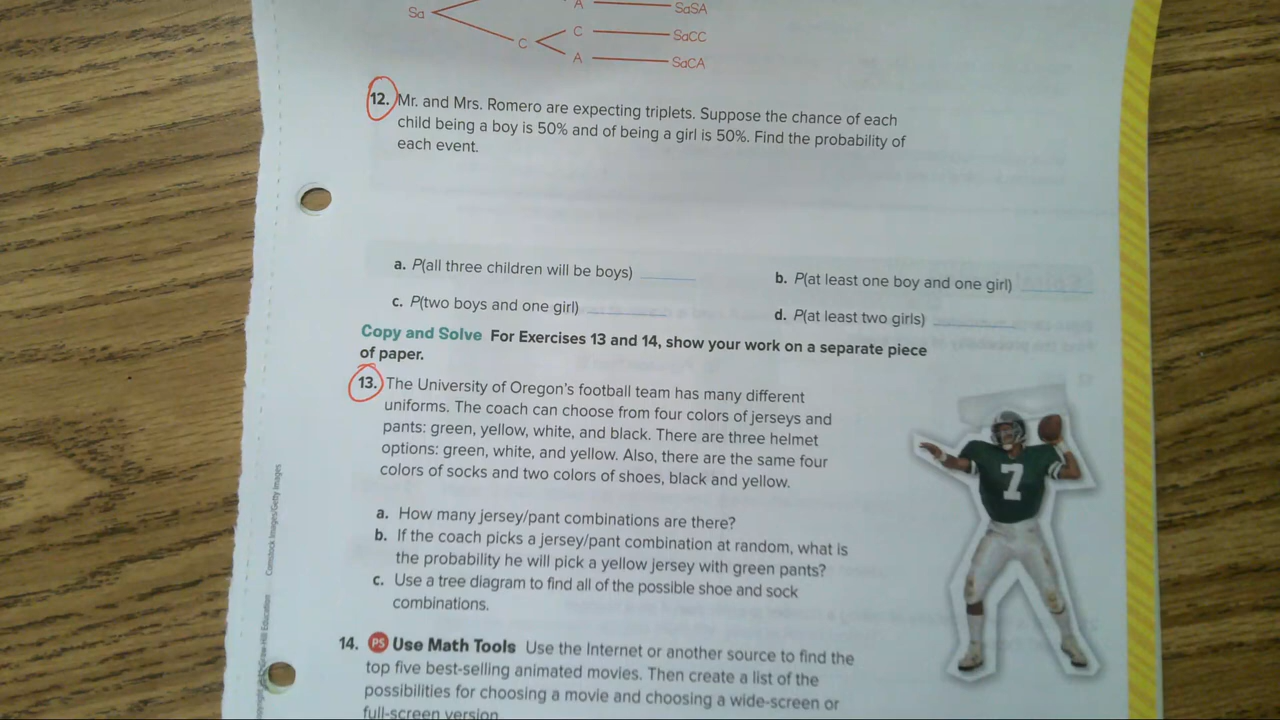 A SaSA
Sa
C SaCC
C
A SaCA
12. Mr. and Mrs. Romero are expecting triplets. Suppose the chance of each
child being a boy is 50% and of being a girl is 50%. Find the probability of
each event.
a. P(all three children will be boys)
b. P(at least one boy and one girl)
c. P(two boys and one girl)
d. P(at least two girls)
Copy and Solve For Exercises 13 and 14, show your work on a separate piece
of paper.
13. The University of Oregon's football team has many different
uniforms. The coach can choose from four colors of jerseys and
pants: green, yellow, white, and black. There are three helmet
options: green, white, and yellow. Also, there are the same four
colors of socks and two colors of shoes, black and yellow.
7
a. How many jersey/pant combinations are there?
b. If the coach picks a jersey/pant combination at random, what is
the probability he will pick a yellow jersey with green pants?
c. Use a tree diagram to find all of the possible shoe and sock
combinations.
14. PS Use Math Tools Use the Internet or another source to find the
top five best-selling animated movies. Then create a list of the
possibilities for choosing a movie and choosing a wide-screen or
full-screen version
Comstock Images/Getty Images
Hill Education